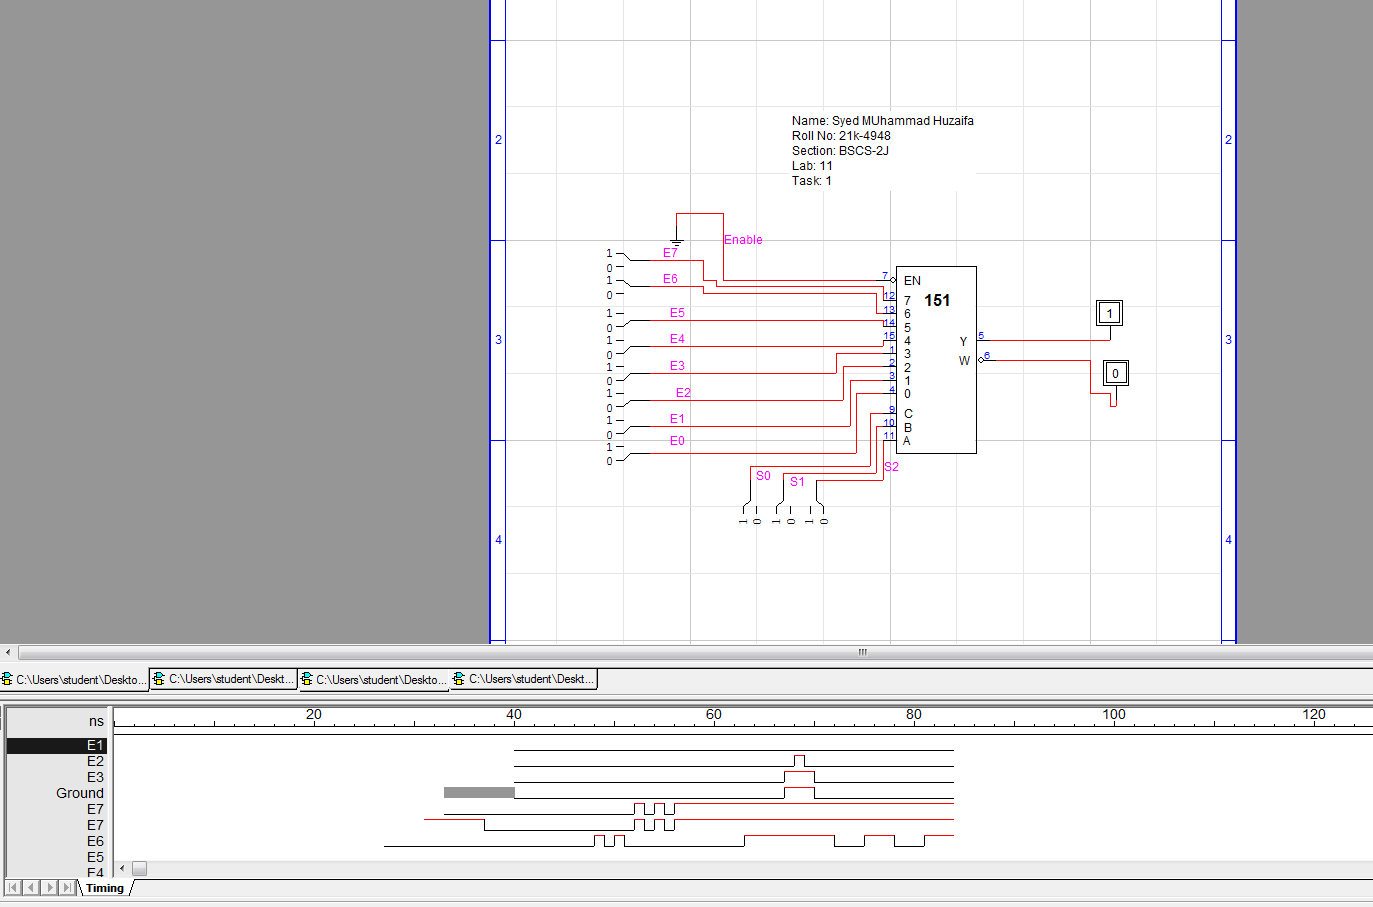 2
2
Name: Syed MUhammad Huzaifa
Roll No: 21k-4948
Section: BSCS-2J
Lab: 11
Task: 1
Enable
1
E7
0
1
E6
0
1
E5
0
1
E4
0
1
E3
0
1
E2
0
1
E1
0
1
E0
0
7
EN
12
7
151
13
6
14
5
15
4
1
3
2
2
3
1
4
0
9
C
10
B
11
A
Y
5
W
6
1
0
3
3
S0
S1
S2
1 0 1 0 1 0
4
4
C:\Users\student\Deskto...
C:\Users\student\Deskt...
C:\Users\student\Deskto...
C:\Users\student\Deskt...
ns
20 40 60 80 100 120
E1
E2
E3
Ground
E7
E7
E6
E5
E4
Timing